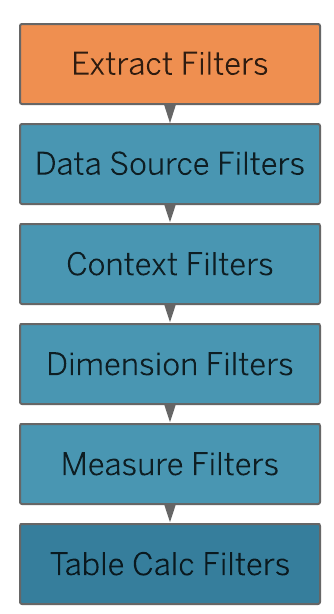 Extract Filters
Data Source Filters
Context Filters
Dimension Filters
Measure Filters
Table Calc Filters